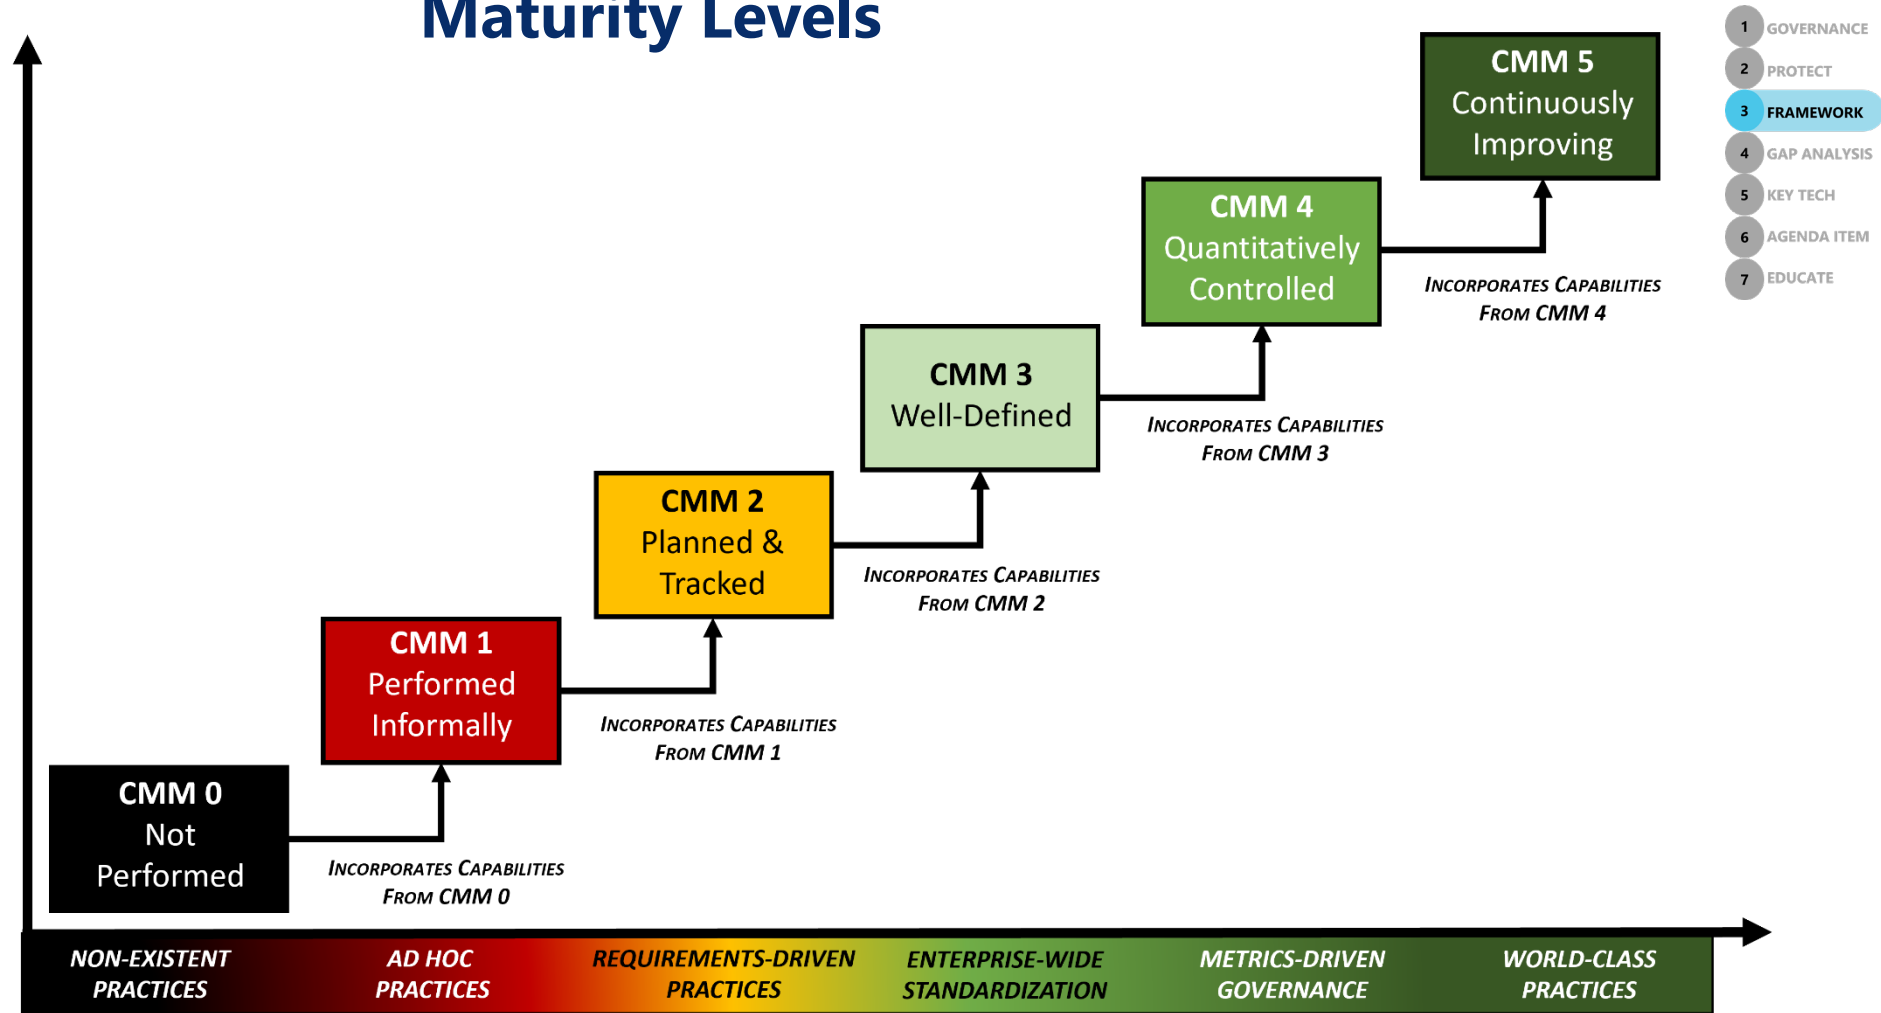 Maturity Levels
1 GOVERNANCE
2 PROTECT
3 FRAMEWORK
4 GAP ANALYSIS
5 KEY TECH
6 AGENDA ITEM
7 EDUCATE
CMM 5
Continuously
Improving
CMM 4
Quantitatively
Controlled
INCORPORATES CAPABILITIES
FROM CMM 4
CMM 3
Well-Defined
INCORPORATES CAPABILITIES
FROM CMM 3
CMM 2
Planned &
Tracked
INCORPORATES CAPABILITIES
FROM CMM 2
CMM 1
Performed
Informally
INCORPORATES CAPABILITIES
FROM CMM 1
CMM 0
Not
Performed
INCORPORATES CAPABILITIES
FROM CMM 0
NON-EXISTENT
PRACTICES
AD HOC
PRACTICES
REQUIREMENTS-DRIVEN
PRACTICES
ENTERPRISE-WIDE
STANDARDIZATION
METRICS-DRIVEN
GOVERNANCE
WORLD-CLASS
PRACTICES